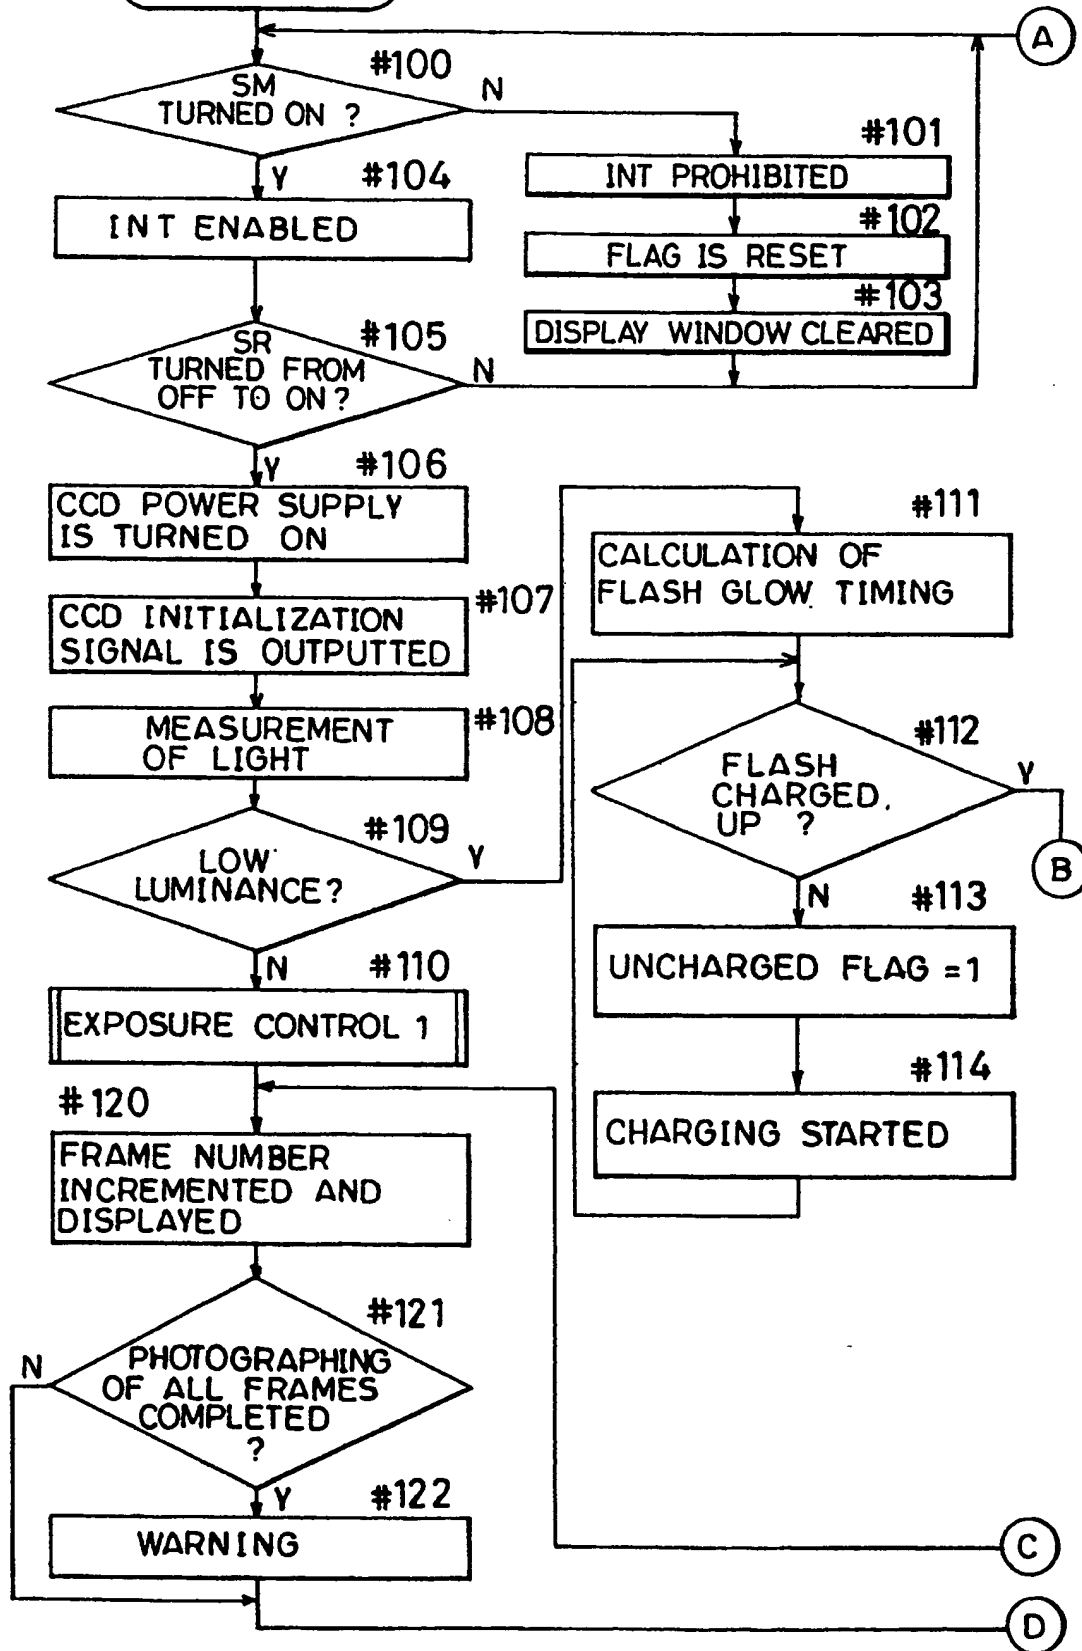 A
#100
SM
TURNED ON ?
N
#101
INT PROHIBITED
Y
#104
INT ENABLED
#102
FLAG IS RESET
#103
DISPLAY WINDOW CLEARED
#105
SR
TURNED FROM
OFF TO ON?
N
Y
#106
CCD POWER SUPPLY
IS TURNED ON
#107
CCD INITIALIZATION
SIGNAL IS OUTPUTTED
#108
MEASUREMENT
OF LIGHT
#109
LOW
LUMINANCE?
Y
N
#110
EXPOSURE CONTROL 1
#111
CALCULATION OF
FLASH GLOW TIMING
#112
FLASH
CHARGED
UP ?
Y
B
N
#113
UNCHARGED FLAG =1
#114
CHARGING STARTED
#120
FRAME NUMBER
INCREMENTED AND
DISPLAYED
#121
PHOTOGRAPHING
OF ALL FRAMES
COMPLETED
?
N
Y
#122
WARNING
C
D